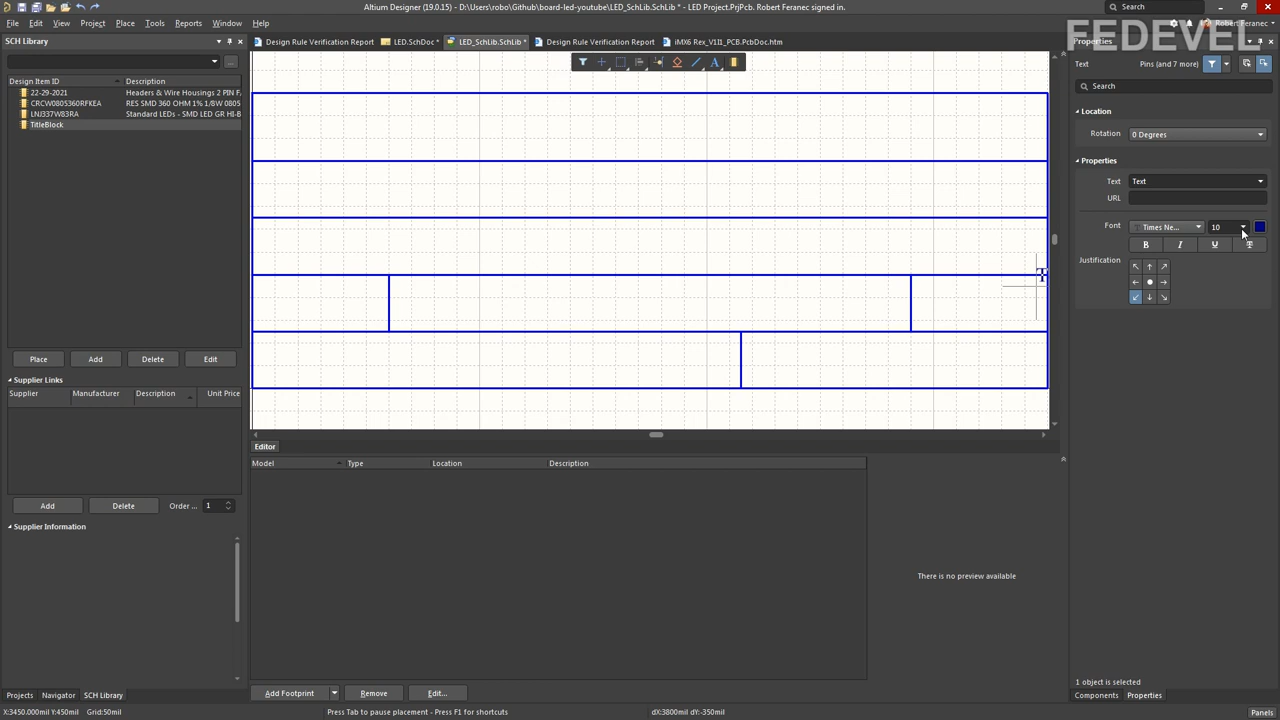 Altium Designer (19.0.15) - D:\Users\robo\Github\board-led-youtube\LED_SchLib.SchLib * - LED Project.PrjPcb. Robert Feranec signed in.
Search
File Edit View Project Place Tools Reports Window Help
Robert Feranec
FEDEVEL
SCH Library
Design Rule Verification Report
LED.SchDoc *
LED_SchLib.SchLib *
Design Rule Verification Report
iMX6 Rex_V1I1_PCB.PcbDoc.htm
Properties
Text Pins (and 7 more)
...
Search
Design Item ID Description
22-29-2021 Headers & Wire Housings 2 PIN F
CRCW0805360RFKEA RES SMD 360 OHM 1% 1/8W 0805
LNJ337W83RA Standard LEDs - SMD LED GR HI-B
TitleBlock
Location
Rotation 0 Degrees
Properties
Text Text
URL
Font Times Ne... 10
B I U T
Justification
T
Place Add Delete Edit
Supplier Links
Supplier Manufacturer Description Unit Price
Add Delete Order ... 1
Supplier Information
Editor
Model Type Location Description
There is no preview available
Add Footprint Remove Edit...
1 object is selected
Projects Navigator SCH Library
Components Properties
X:3450.000mil Y:450mil Grid:50mil
Press Tab to pause placement - Press F1 for shortcuts
dX:3800mil dY:-350mil
Panels